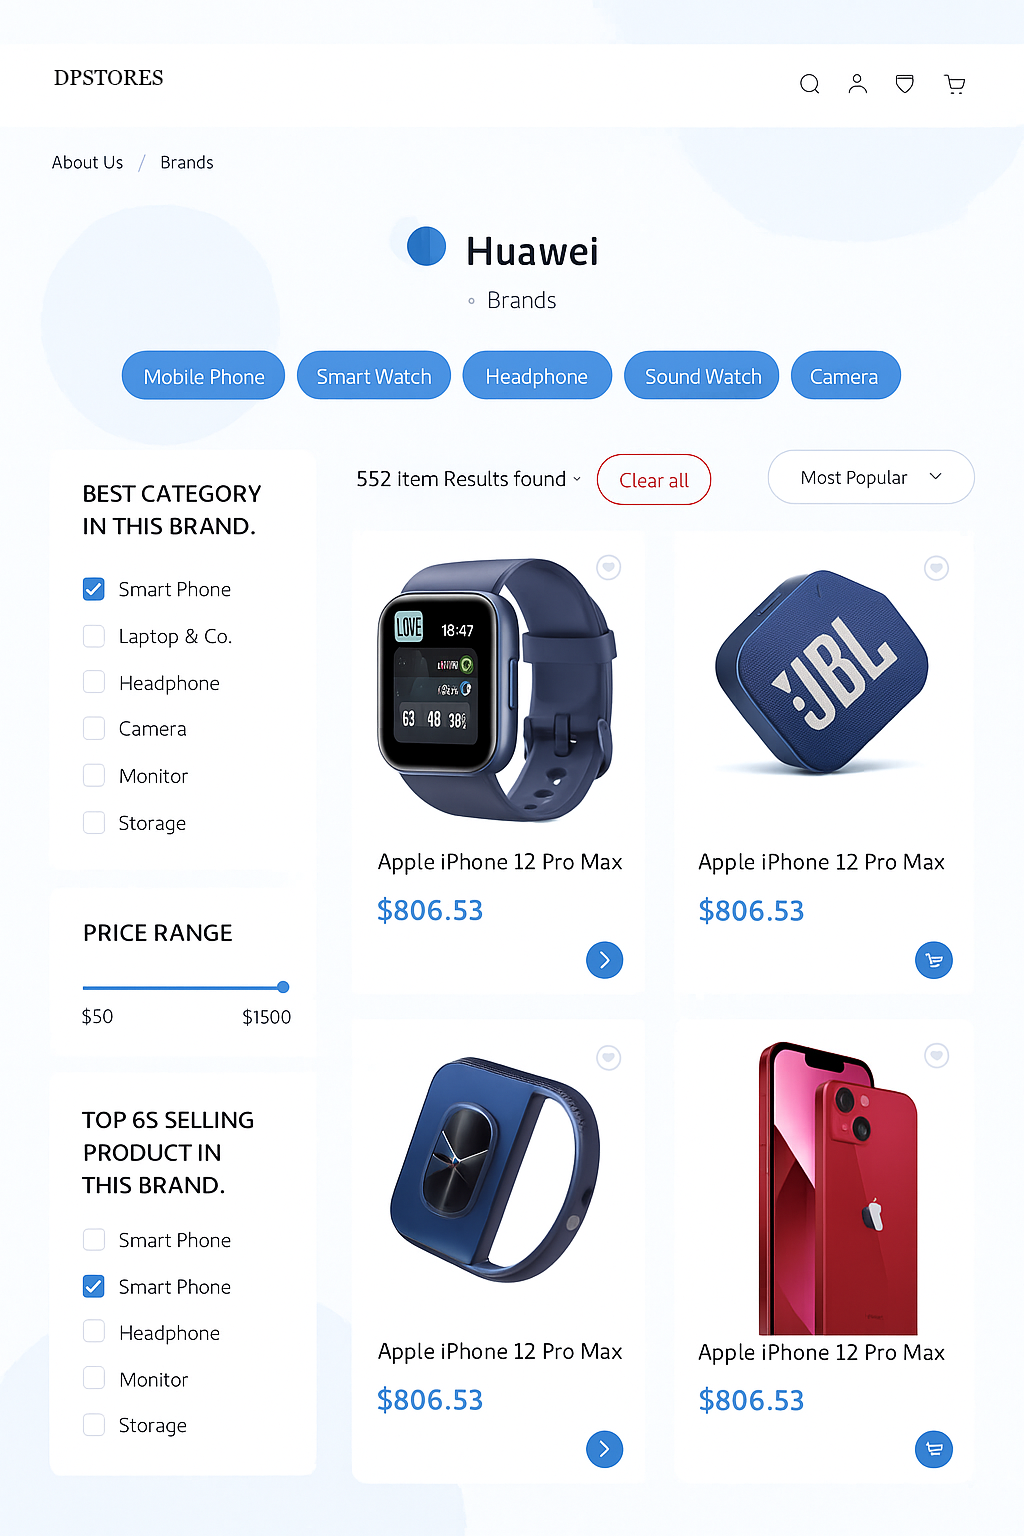 DPSTORES
About Us / Brands
Huawei
Brands
Mobile Phone
Smart Watch
Headphone
Sound Watch
Camera
BEST CATEGORY
IN THIS BRAND.
Smart Phone
Laptop & Co.
Headphone
Camera
Monitor
Storage
PRICE RANGE
$50
$1500
TOP 6S SELLING
PRODUCT IN
THIS BRAND.
Smart Phone
Smart Phone
Headphone
Monitor
Storage
552 Item Results found
Clear all
Most Popular
LOVE
18:47
63 48
Apple iPhone 12 Pro Max
$806.53
JBL
Apple iPhone 12 Pro Max
$806.53
Apple iPhone 12 Pro Max
$806.53
Apple iPhone 12 Pro Max
$806.53